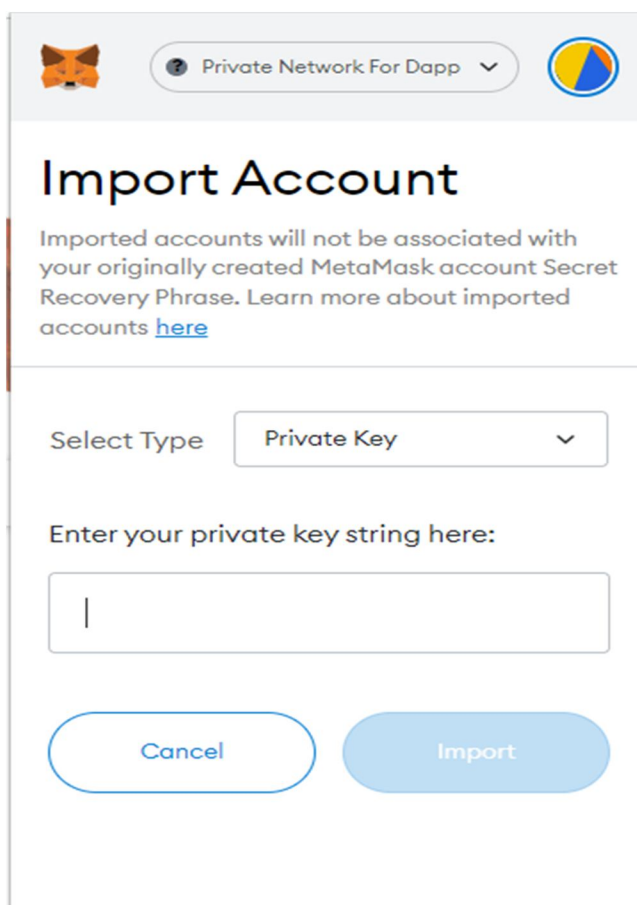 Private Network For Dapp
Import Account
Imported accounts will not be associated with
your originally created MetaMask account Secret
Recovery Phrase. Learn more about imported
accounts here
Select Type Private Key
Enter your private key string here:
Cancel Import